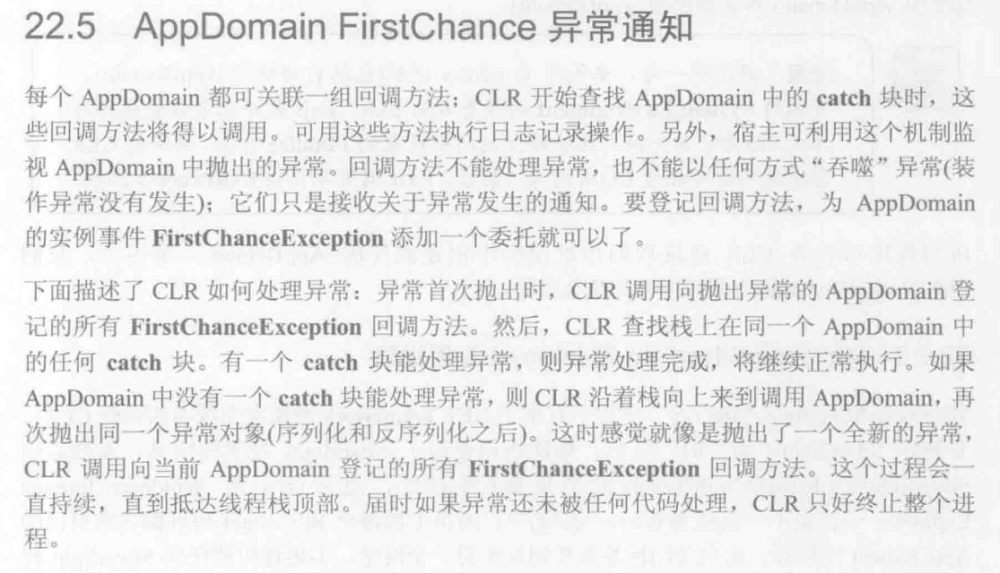 22.5 AppDomain FirstChance 异常通知
每个 AppDomain 都可关联一组回调方法；CLR 开始查找 AppDomain 中的 catch 块时，这
些回调方法将得以调用。可用这些方法执行日志记录操作。另外，宿主可利用这个机制监
视 AppDomain 中抛出的异常。回调方法不能处理异常，也不能以任何方式“吞噬”异常(装
作异常没有发生)；它们只是接收关于异常发生的通知。要登记回调方法，为 AppDomain
的实例事件 FirstChanceException 添加一个委托就可以了。
下面描述了 CLR 如何处理异常：异常首次抛出时，CLR 调用向抛出异常的 AppDomain 登
记的所有 FirstChanceException 回调方法。然后，CLR 查找栈上在同一个 AppDomain 中
的任何 catch 块。有一个 catch 块能处理异常，则异常处理完成，将继续正常执行。如果
AppDomain 中没有一个 catch 块能处理异常，则 CLR 沿着栈向上来到调用 AppDomain，再
次抛出同一个异常对象(序列化和反序列化之后)。这时感觉就像是抛出了一个全新的异常，
CLR 调用向当前 AppDomain 登记的所有 FirstChanceException 回调方法。这个过程会一
直持续，直到抵达线程栈顶部。届时如果异常还未被任何代码处理，CLR 只好终止整个进
程。